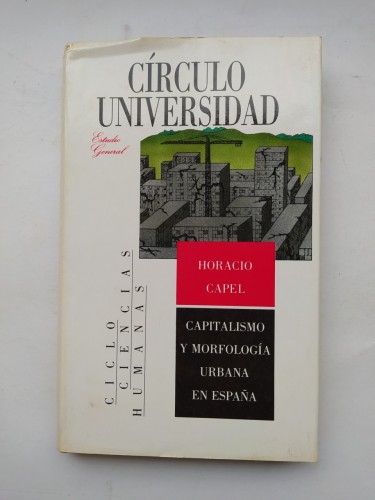 CÍRCULO
UNIVERSIDAD
Estudio
General
CICLO
CIENCIAS
HUMANAS
HORACIO
CAPEL
CAPITALISMO
Y MORFOLOGÍA
URBANA
EN ESPAÑA